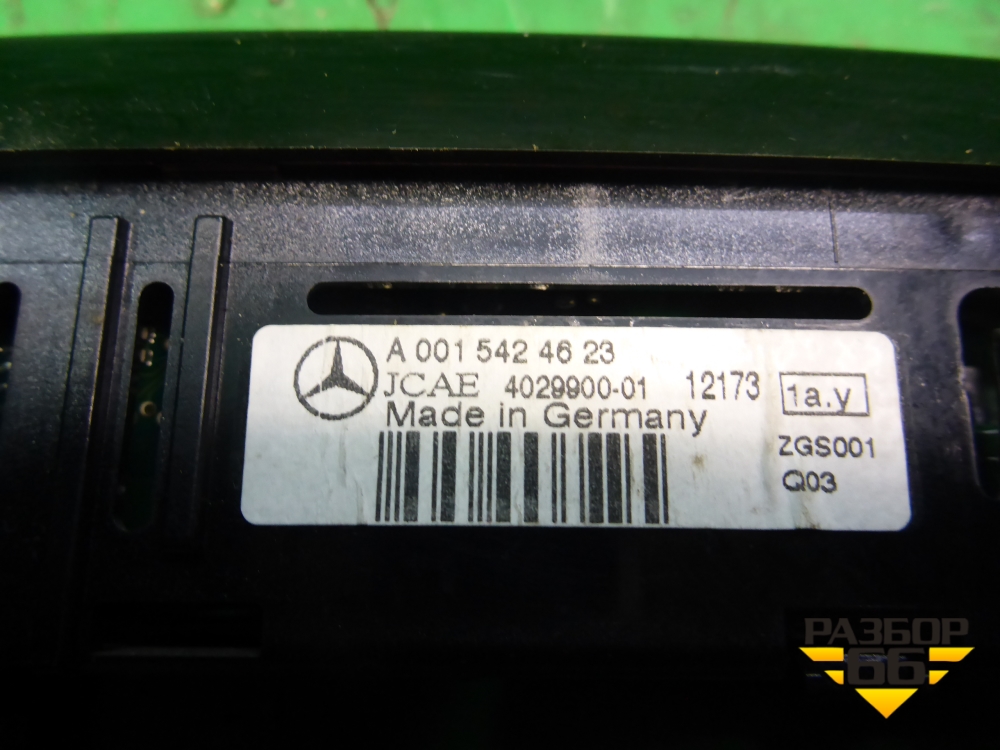 A 001 542 46 23
JCAE 4029900-01 12173 1a.y
Made in Germany
ZGS001
Q03
РАЗБОР
66